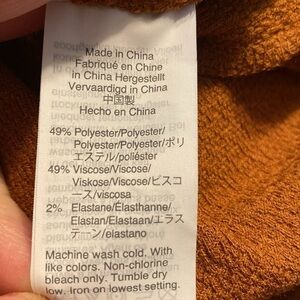 Made in China
Fabriqué en Chine
in China Hergestellt
Vervaardigd in China
中国製
Hecho en China
49% Polyester/Polyester/
Polyester/Polyester/ポリ
エステル/poliéster
49% Viscose/Viscose/
Viskose/Viscose/ビスコ
ース/viscosa
2% Elastane/Élasthanne/
Elastan/Elastaan/エラス
テーン/elastano
Machine wash cold. With
like colors. Non-chlorine
bleach only. Tumble dry
low. Iron on lowest setting.